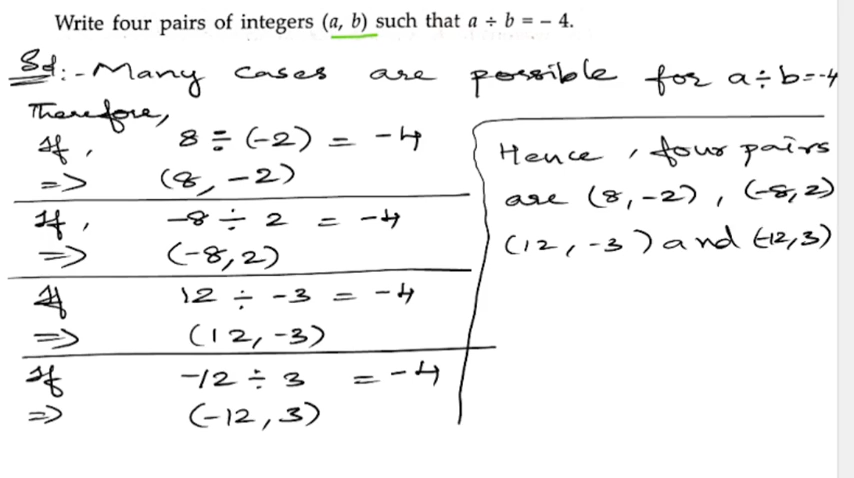 Write four pairs of integers (a, b) such that a ÷ b = – 4.
Sol:- Many cases are possible for a÷b=-4
Therefore,
If, 8 ÷ (-2) = -4
=> (8, -2)
If, -8 ÷ 2 = -4
=> (-8,2)
If 12 ÷ -3 = -4
=> (12,-3)
If -12 ÷ 3 = -4
=> (-12,3)
Hence, four pairs
are (8,-2), (-8,2)
(12, -3) and (-12,3)